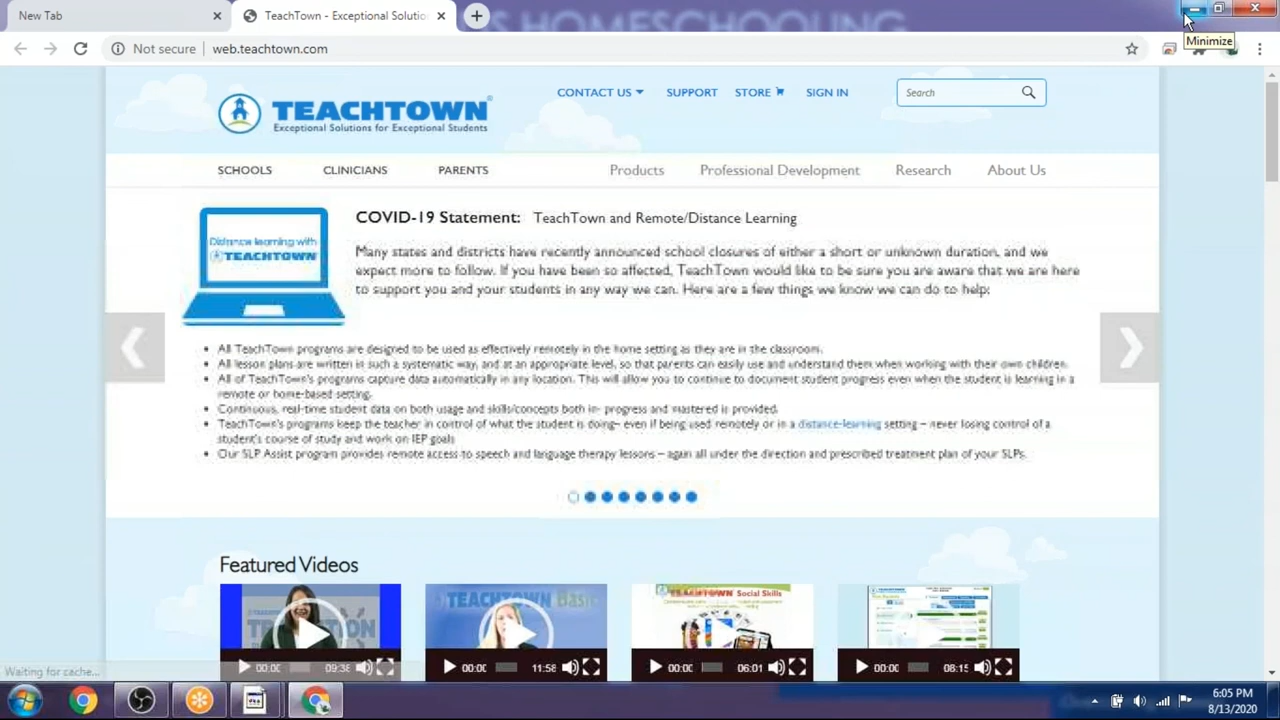 S HOMESCHOOLING
New Tab
TeachTown - Exceptional Solutio
Minimize
Not secure
web.teachtown.com
TEACHTOWN®
Exceptional Solutions for Exceptional Students
CONTACT US
SUPPORT
STORE
SIGN IN
Search
SCHOOLS
CLINICIANS
PARENTS
Products
Professional Development
Research
About Us
Distance learning with
TEACHTOWN
COVID-19 Statement: TeachTown and Remote/Distance Learning
Many states and districts have recently announced school closures of either a short or unknown duration, and we
expect more to follow. If you have been so affected, TeachTown would like to be sure you are aware that we are here
to support you and your students in any way we can. Here are a few things we know we can do to help:
All TeachTown programs are designed to be used as effectively remotely in the home setting as they are in the classroom.
All lesson plans are written in such a systematic way, and at an appropriate level, so that parents can easily use and understand them when working with their own children.
All of TeachTown's programs capture data automatically in any location. This will allow you to continue to document student progress even when the student is learning in a
remote or home-based setting.
Continuous, real-time student data on both usage and skills/concepts both in- progress and mastered is provided.
TeachTown's programs keep the teacher in control of what the student is doing– even if being used remotely or in a distance-learning setting – never losing control of a
student's course of study and work on IEP goals
Our SLP Assist program provides remote access to speech and language therapy lessons – again all under the direction and prescribed treatment plan of your SLPs.
Featured Videos
TEACHTOWN Basic
TEACHTOWN Social Skills
00:00 09:38
00:00 11:58
00:00 06:01
00:00 08:15
Waiting for cache...
6:05 PM
8/13/2020